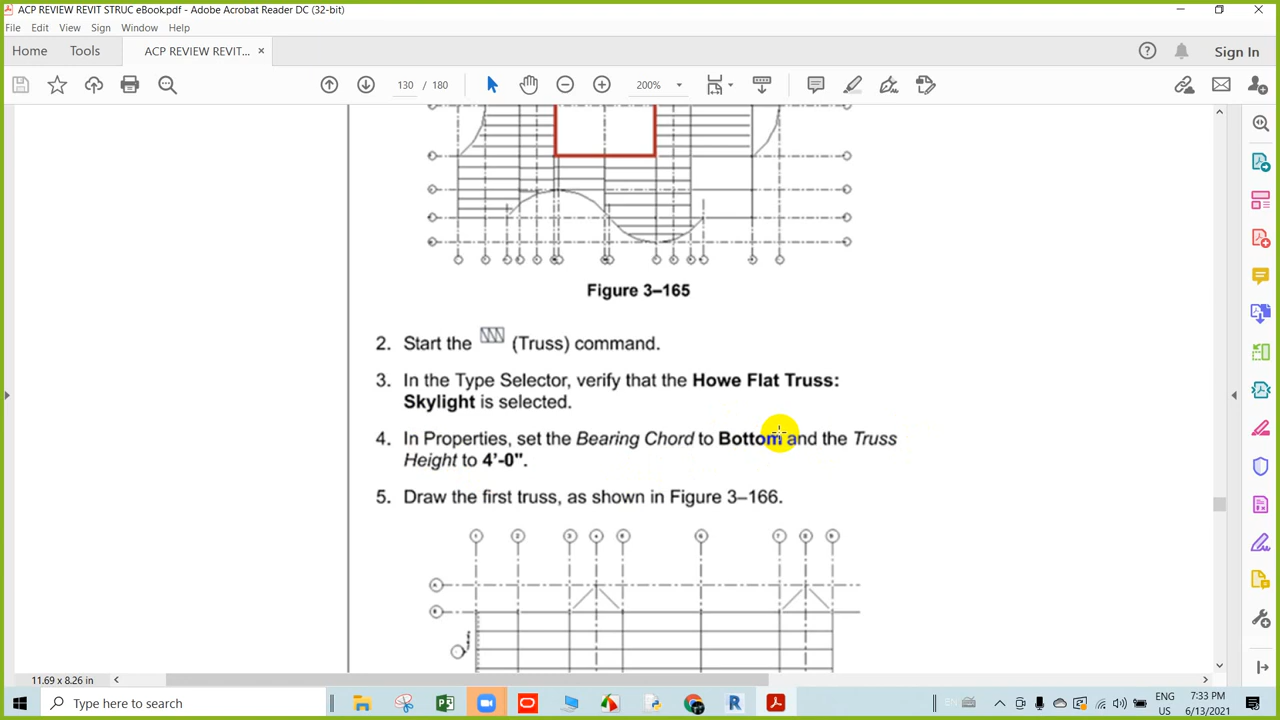 ACP REVIEW REVIT STRUC eBook.pdf - Adobe Acrobat Reader DC (32-bit)
File Edit View Sign Window Help
Home Tools ACP REVIEW REVIT... × Sign In
130 / 180 200%
Figure 3–165
2. Start the (Truss) command.
3. In the Type Selector, verify that the Howe Flat Truss:
Skylight is selected.
4. In Properties, set the Bearing Chord to Bottom and the Truss
Height to 4'-0".
5. Draw the first truss, as shown in Figure 3–166.
11.69 x 8.26 in
Type here to search
ENG
US
7:33 PM
6/13/2021